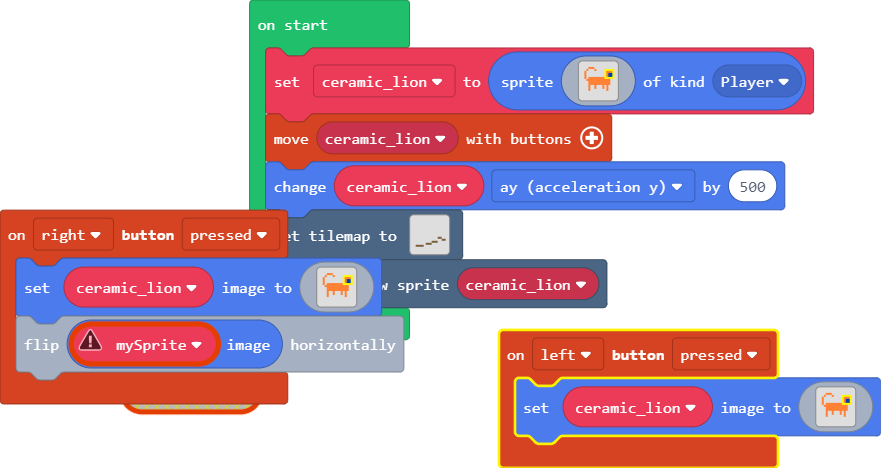 on start
set ceramic_lion to sprite of kind Player
move ceramic_lion with buttons
change ceramic_lion ay (acceleration y) by 500
tilemap to
sprite ceramic_lion
on right button pressed
set ceramic_lion image to
flip mySprite image horizontally
on left button pressed
set ceramic_lion image to